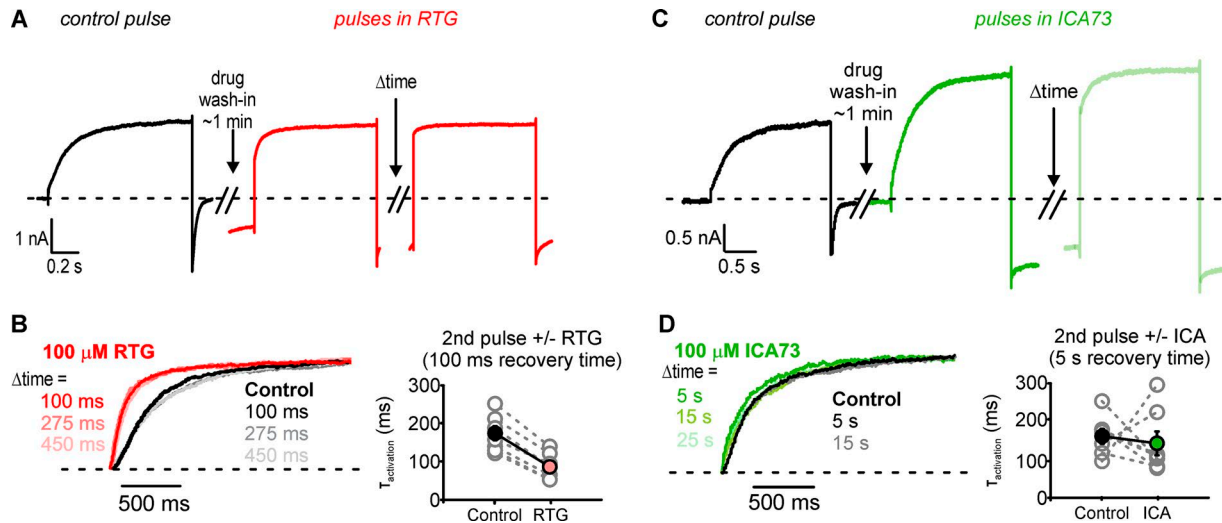 A
control pulse
pulses in RTG
drug
wash-in
~1 min
Δtime
1 nA
0.2 s
C
control pulse
pulses in ICA73
drug
wash-in
~1 min
Δtime
0.5 nA
0.5 s
B
100 μM RTG
Δtime =
100 ms
275 ms
450 ms
Control
100 ms
275 ms
450 ms
500 ms
2nd pulse +/- RTG
(100 ms recovery time)
τactivation (ms)
300
200
100
0
Control RTG
D
100 μM ICA73
Δtime =
5 s
15 s
25 s
Control
5 s
15 s
500 ms
2nd pulse +/- ICA
(5 s recovery time)
τactivation (ms)
300
200
100
0
Control ICA